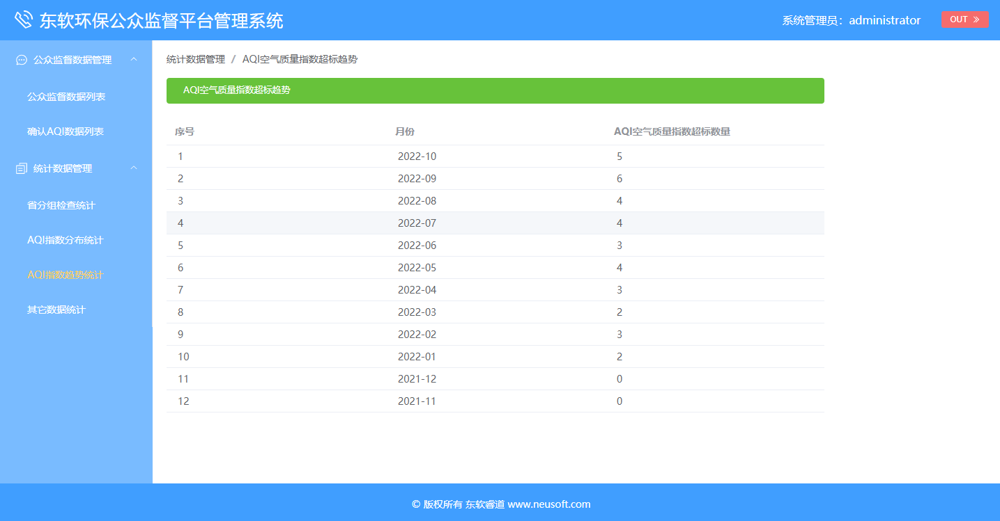 东软环保公众监督平台管理系统
系统管理员：administrator
OUT »
公众监督数据管理
公众监督数据列表
确认AQI数据列表
统计数据管理
省分组检查统计
AQI指数分布统计
AQI指数趋势统计
其它数据统计
统计数据管理 / AQI空气质量指数超标趋势
AQI空气质量指数超标趋势
序号 月份 AQI空气质量指数超标数量
1 2022-10 5
2 2022-09 6
3 2022-08 4
4 2022-07 4
5 2022-06 3
6 2022-05 4
7 2022-04 3
8 2022-03 2
9 2022-02 3
10 2022-01 2
11 2021-12 0
12 2021-11 0
© 版权所有 东软睿道 www.neusoft.com